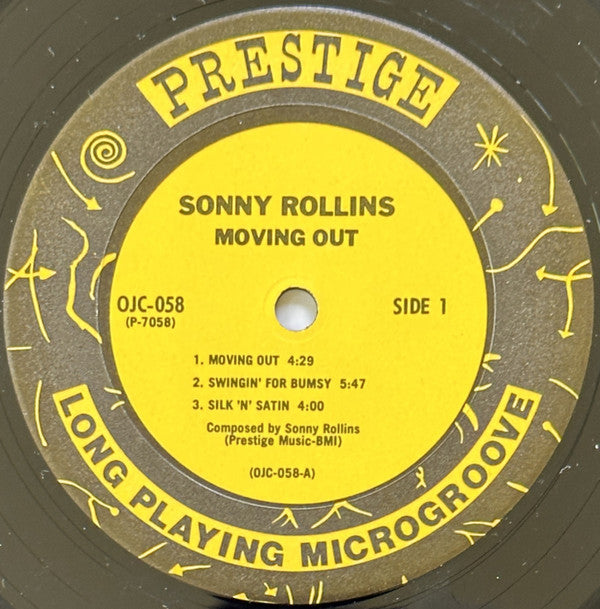 PRESTIGE
SONNY ROLLINS
MOVING OUT
OJC-058
(P-7058)
SIDE 1
1. MOVING OUT 4:29
2. SWINGIN' FOR BUMSY 5:47
3. SILK 'N' SATIN 4:00
Composed by Sonny Rollins
(Prestige Music-BMI)
(OJC-058-A)
LONG PLAYING MICROGROOVE